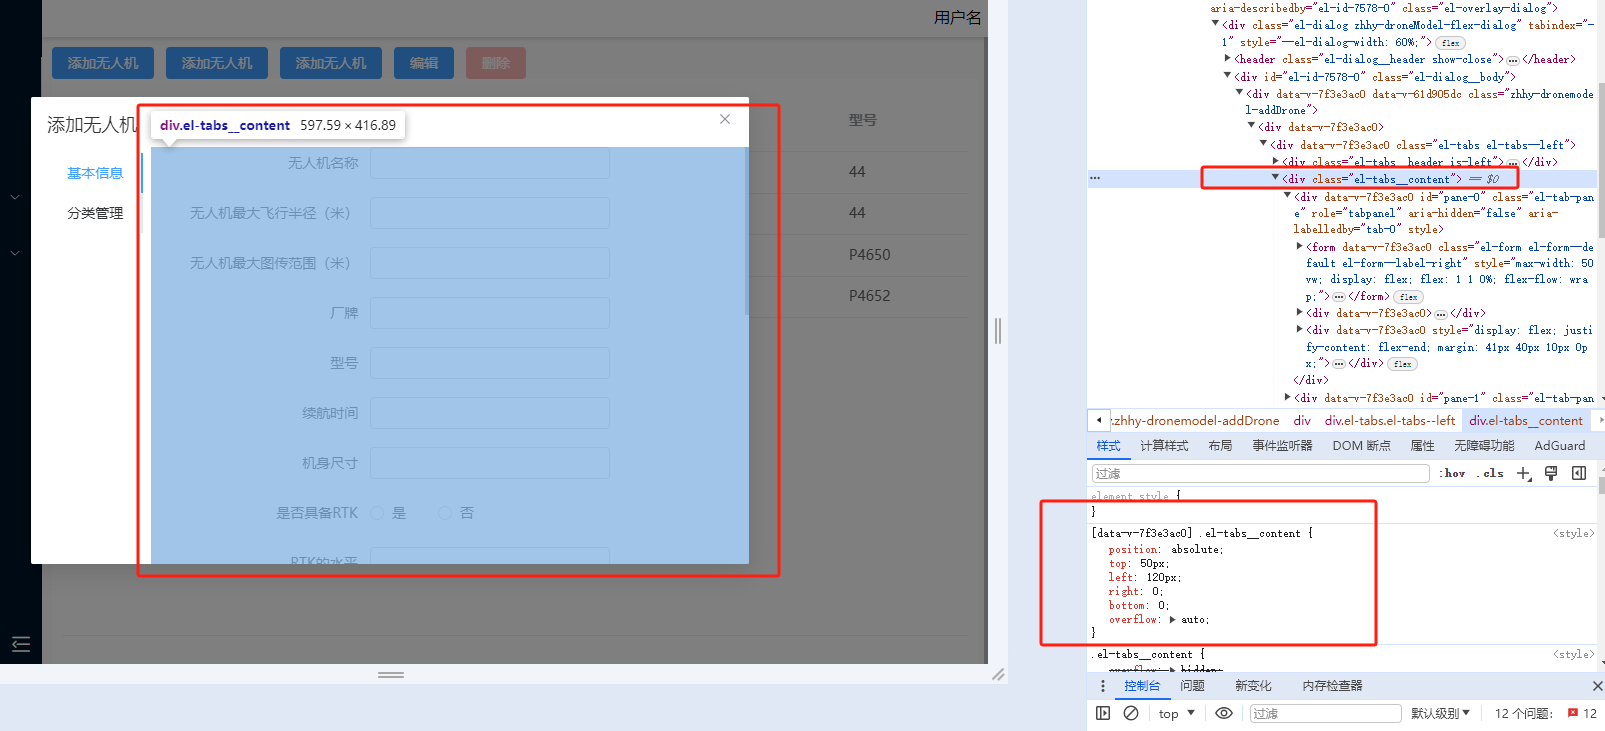 用户名
添加无人机
添加无人机
添加无人机
编辑
删除
添加无人机
div.el-tabs__content 597.59 × 416.89
型号
基本信息
分类管理
无人机名称
无人机最大飞行半径（米）
无人机最大图传范围（米）
厂牌
型号
续航时间
机身尺寸
是否具备RTK 是 否
RTK的水平
44
44
P4650
P4652
aria-describedby="el-id-7578-0" class="el-overlay-dialog">
<div class="el-dialog zhhy-droneModel-flex-dialog" tabindex="-
1" style="--el-dialog-width: 60%;"> flex
<header class="el-dialog__header show-close"> … </header>
<div id="el-id-7578-0" class="el-dialog__body">
<div data-v-7f3e3ac0 data-v-61d905dc class="zhhy-dronemode
l-addDrone">
<div data-v-7f3e3ac0>
<div data-v-7f3e3ac0 class="el-tabs el-tabs--left">
<div class="el-tabs__header is-left"> … </div>
<div class="el-tabs__content"> == $0
<div data-v-7f3e3ac0 id="pane-0" class="el-tab-pan
e" role="tabpanel" aria-hidden="false" aria-
labelledby="tab-0" style>
<form data-v-7f3e3ac0 class="el-form el-form--de
fault el-form--label-right" style="max-width: 50
vw; display: flex; flex: 1 1 0%; flex-flow: wra
p;"> … </form> flex
<div data-v-7f3e3ac0> … </div>
<div data-v-7f3e3ac0 style="display: flex; justi
fy-content: flex-end; margin: 41px 40px 10px 0p
x;"> … </div> flex
</div>
<div data-v-7f3e3ac0 id="pane-1" class="el-tab-pan
.zhhy-dronemodel-addDrone div div.el-tabs.el-tabs--left div.el-tabs__content
样式 计算样式 布局 事件监听器 DOM 断点 属性 无障碍功能 AdGuard
过滤 :hov .cls
element.style {
}
[data-v-7f3e3ac0] .el-tabs__content { <style>
position: absolute;
top: 50px;
left: 120px;
right: 0;
bottom: 0;
overflow: auto;
}
.el-tabs__content { <style>
overflow: hidden;
控制台 问题 新变化 内存检查器
top 过滤 默认级别 12 个问题: 12